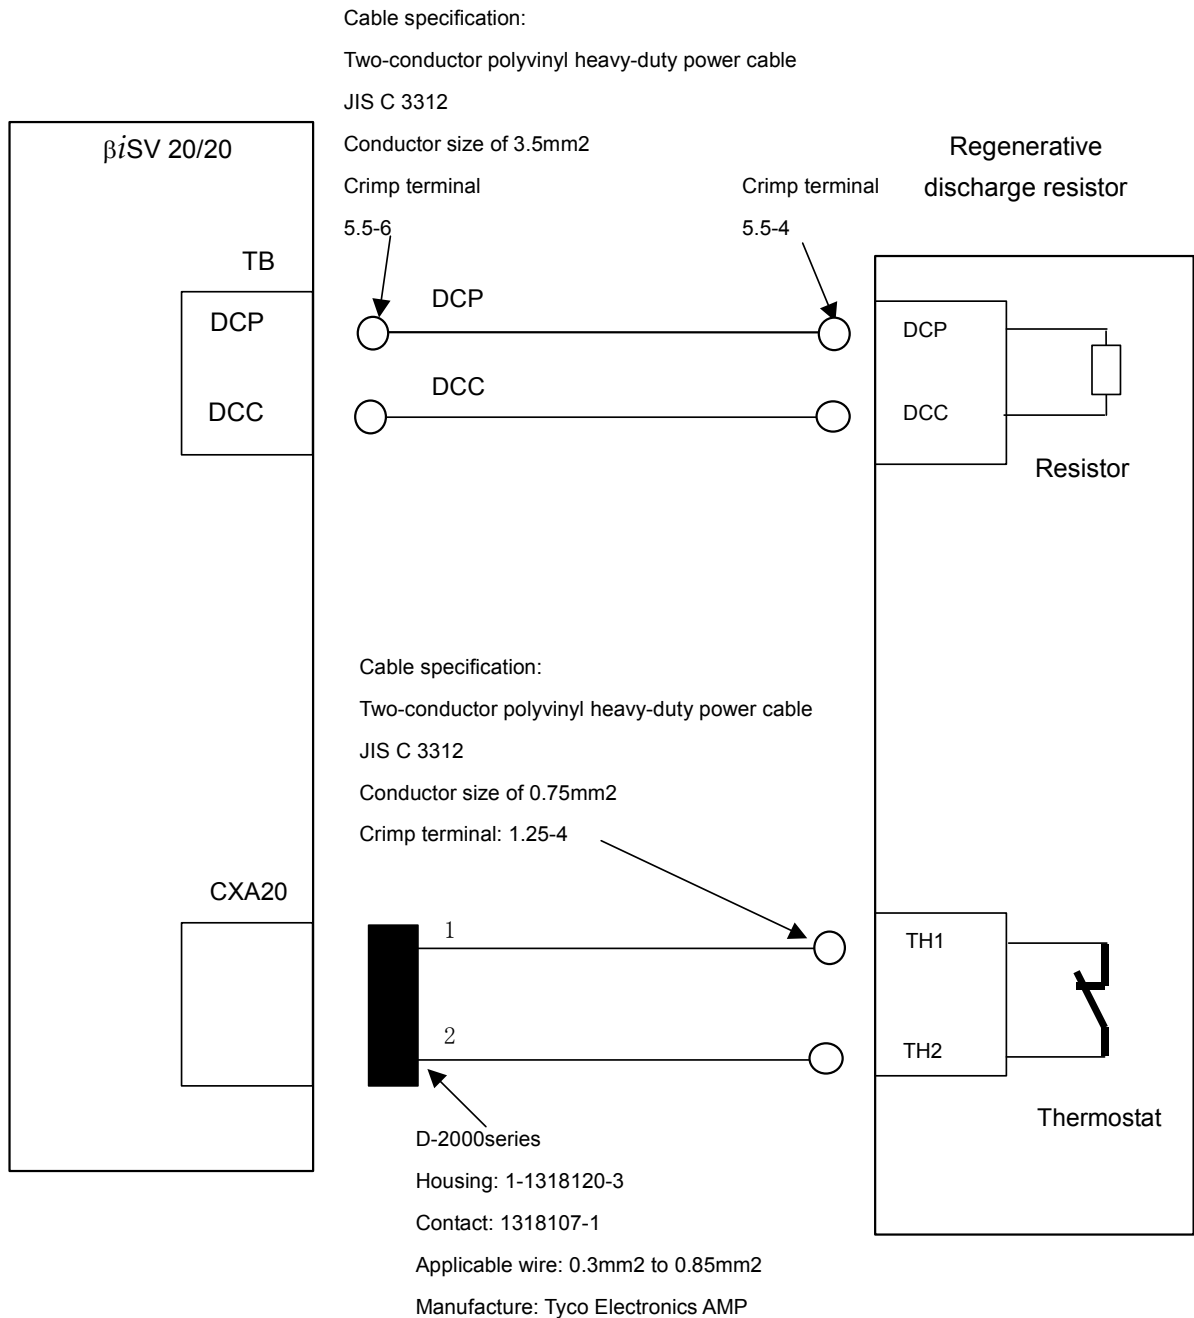 Cable specification:
Two-conductor polyvinyl heavy-duty power cable
JIS C 3312
Conductor size of 3.5mm2
Crimp terminal
5.5-6
Crimp terminal
5.5-4
βiSV 20/20
Regenerative
discharge resistor
TB
DCP
DCC
DCP
DCC
DCP
DCC
Resistor
Cable specification:
Two-conductor polyvinyl heavy-duty power cable
JIS C 3312
Conductor size of 0.75mm2
Crimp terminal: 1.25-4
CXA20
1
2
TH1
TH2
Thermostat
D-2000series
Housing: 1-1318120-3
Contact: 1318107-1
Applicable wire: 0.3mm2 to 0.85mm2
Manufacture: Tyco Electronics AMP